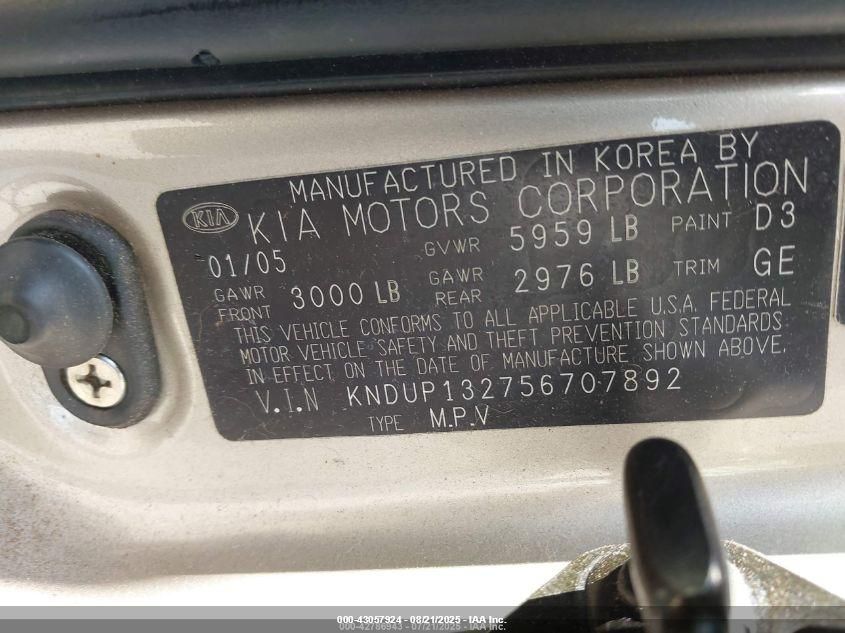 MANUFACTURED IN KOREA BY
KIA KIA MOTORS CORPORATION
01/05 GVWR 5959 LB PAINT D3
GAWR FRONT 3000 LB GAWR REAR 2976 LB TRIM GE
THIS VEHICLE CONFORMS TO ALL APPLICABLE U.S.A. FEDERAL
MOTOR VEHICLE SAFETY AND THEFT PREVENTION STANDARDS
IN EFFECT ON THE DATE OF MANUFACTURE SHOWN ABOVE.
V.I.N KNDUP132756707892
TYPE M.P.V
000-43057924 - 08/21/2025 - IAA Inc.
000-42786943 - 07/21/2025 - IAA Inc.